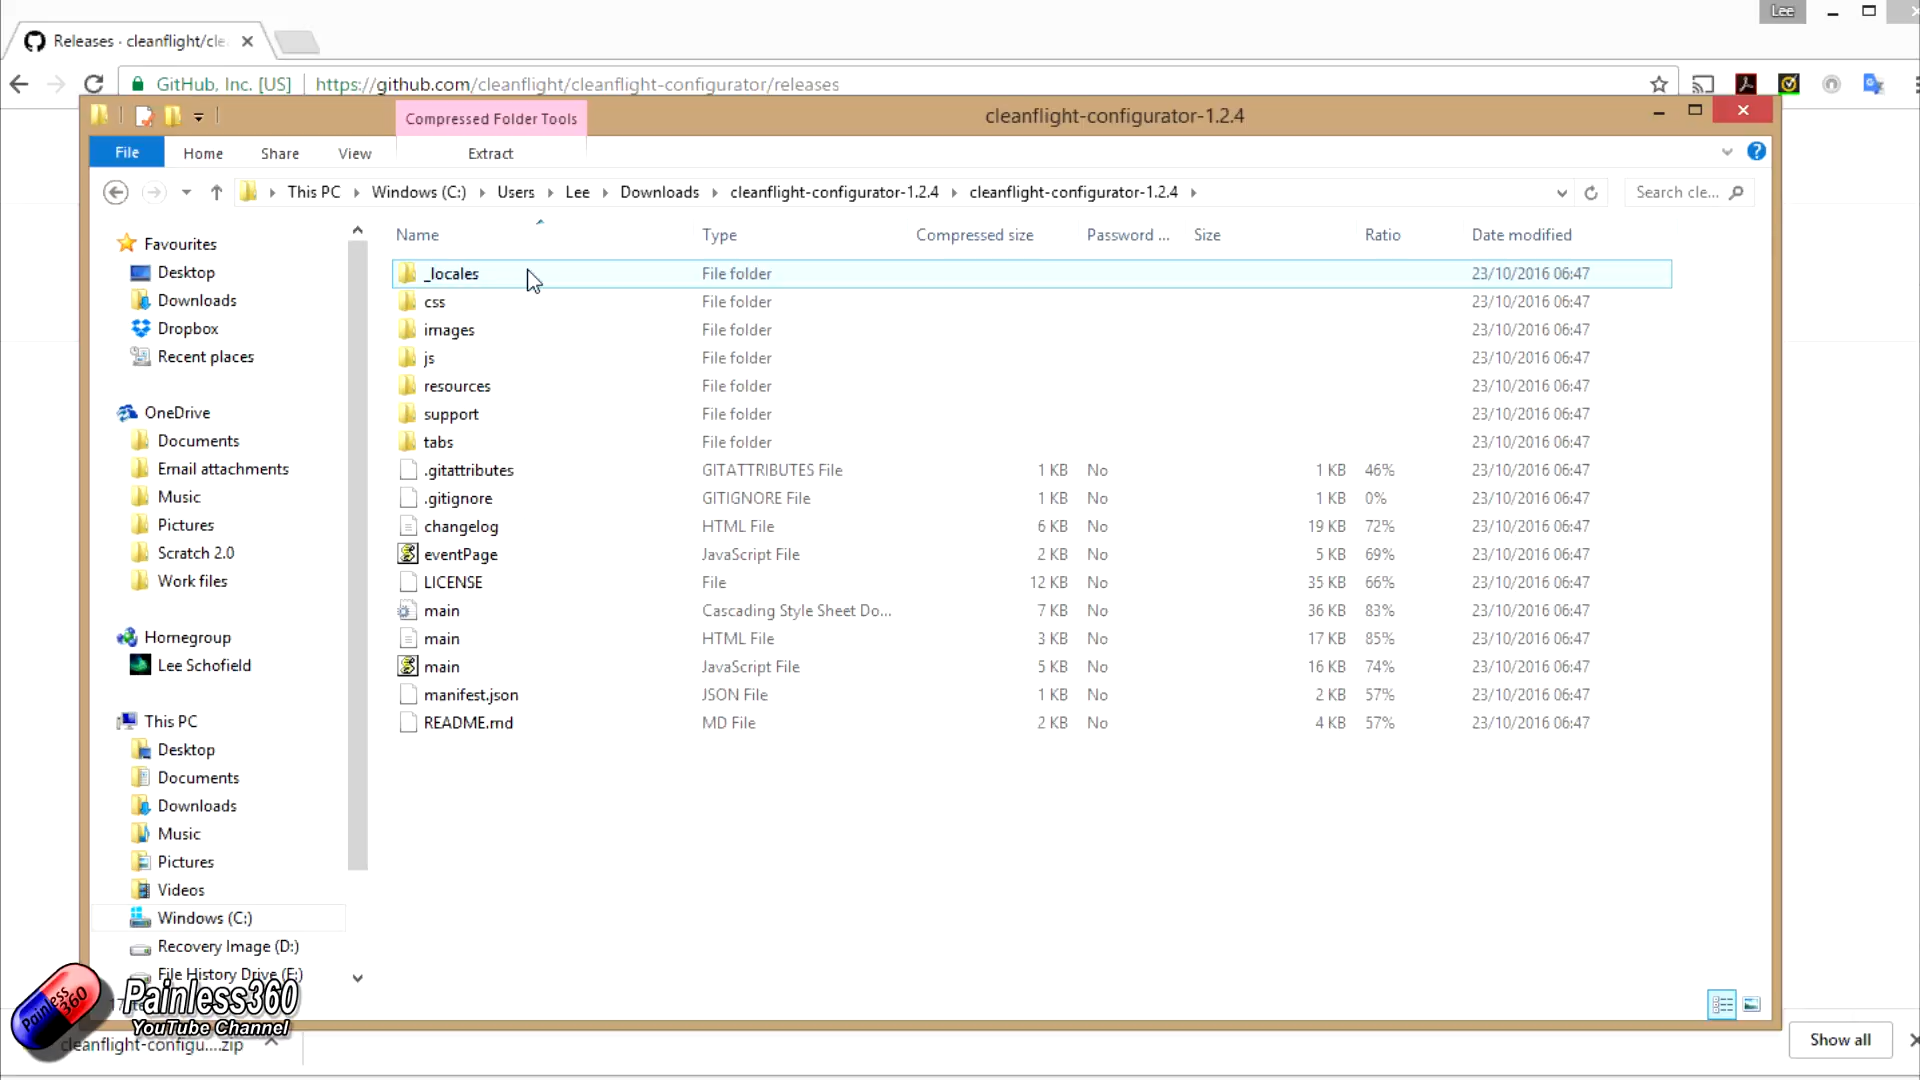 Lee
Releases · cleanflight/cle
GitHub, Inc. [US] https://github.com/cleanflight/cleanflight-configurator/releases
Compressed Folder Tools
cleanflight-configurator-1.2.4
File Home Share View Extract
This PC Windows (C:) Users Lee Downloads cleanflight-configurator-1.2.4 cleanflight-configurator-1.2.4
Search cle...
Name Type Compressed size Password ... Size Ratio Date modified
Favourites
Desktop
Downloads
Dropbox
Recent places
OneDrive
Documents
Email attachments
Music
Pictures
Scratch 2.0
Work files
Homegroup
Lee Schofield
This PC
Desktop
Documents
Downloads
Music
Pictures
Videos
Windows (C:)
Recovery Image (D:)
File History Drive (E:)
_locales File folder 23/10/2016 06:47
css File folder 23/10/2016 06:47
images File folder 23/10/2016 06:47
js File folder 23/10/2016 06:47
resources File folder 23/10/2016 06:47
support File folder 23/10/2016 06:47
tabs File folder 23/10/2016 06:47
.gitattributes GITATTRIBUTES File 1 KB No 1 KB 46% 23/10/2016 06:47
.gitignore GITIGNORE File 1 KB No 1 KB 0% 23/10/2016 06:47
changelog HTML File 6 KB No 19 KB 72% 23/10/2016 06:47
eventPage JavaScript File 2 KB No 5 KB 69% 23/10/2016 06:47
LICENSE File 12 KB No 35 KB 66% 23/10/2016 06:47
main Cascading Style Sheet Do... 7 KB No 36 KB 83% 23/10/2016 06:47
main HTML File 3 KB No 17 KB 85% 23/10/2016 06:47
main JavaScript File 5 KB No 16 KB 74% 23/10/2016 06:47
manifest.json JSON File 1 KB No 2 KB 57% 23/10/2016 06:47
README.md MD File 2 KB No 4 KB 57% 23/10/2016 06:47
Painless360
Painless360
YouTube Channel
cleanflight-configu....zip
Show all